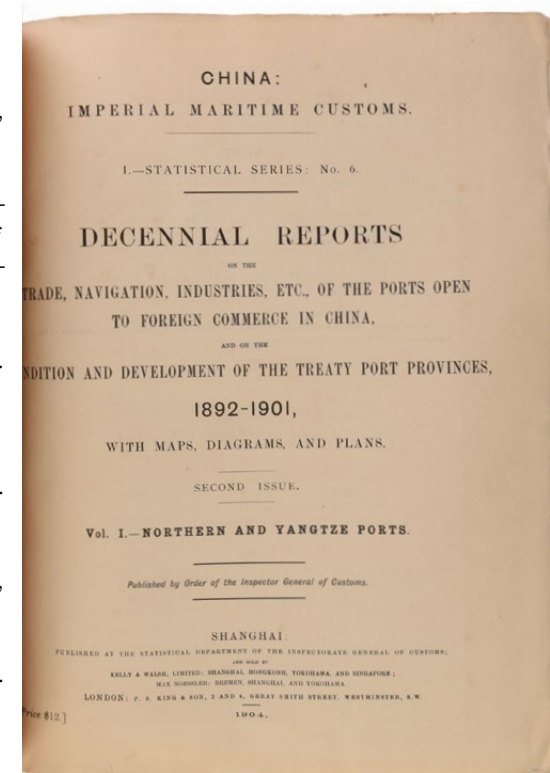 CHINA:
IMPERIAL MARITIME CUSTOMS.
I.—STATISTICAL SERIES: No. 6.
DECENNIAL REPORTS
ON THE
TRADE, NAVIGATION, INDUSTRIES, ETC., OF THE PORTS OPEN
TO FOREIGN COMMERCE IN CHINA,
AND ON THE
NDITION AND DEVELOPMENT OF THE TREATY PORT PROVINCES,
1892-1901,
WITH MAPS, DIAGRAMS, AND PLANS.
SECOND ISSUE.
Vol. I.—NORTHERN AND YANGTZE PORTS.
Published by Order of the Inspector General of Customs.
SHANGHAI:
PUBLISHED AT THE STATISTICAL DEPARTMENT OF THE INSPECTORATE GENERAL OF CUSTOMS;
AND SOLD BY
KELLY & WALSH, LIMITED: SHANGHAI, HONGKONG, YOKOHAMA, AND SINGAPORE;
MAX NOESSLER: BREMEN, SHANGHAI, AND YOKOHAMA.
LONDON: P. S. KING & SON, 2 AND 4, GREAT SMITH STREET, WESTMINSTER, S.W.
1904.
Price $12.]